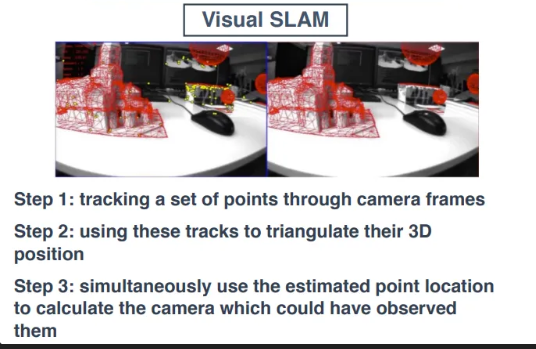 Visual SLAM
Step 1: tracking a set of points through camera frames
Step 2: using these tracks to triangulate their 3D
position
Step 3: simultaneously use the estimated point location
to calculate the camera which could have observed
them